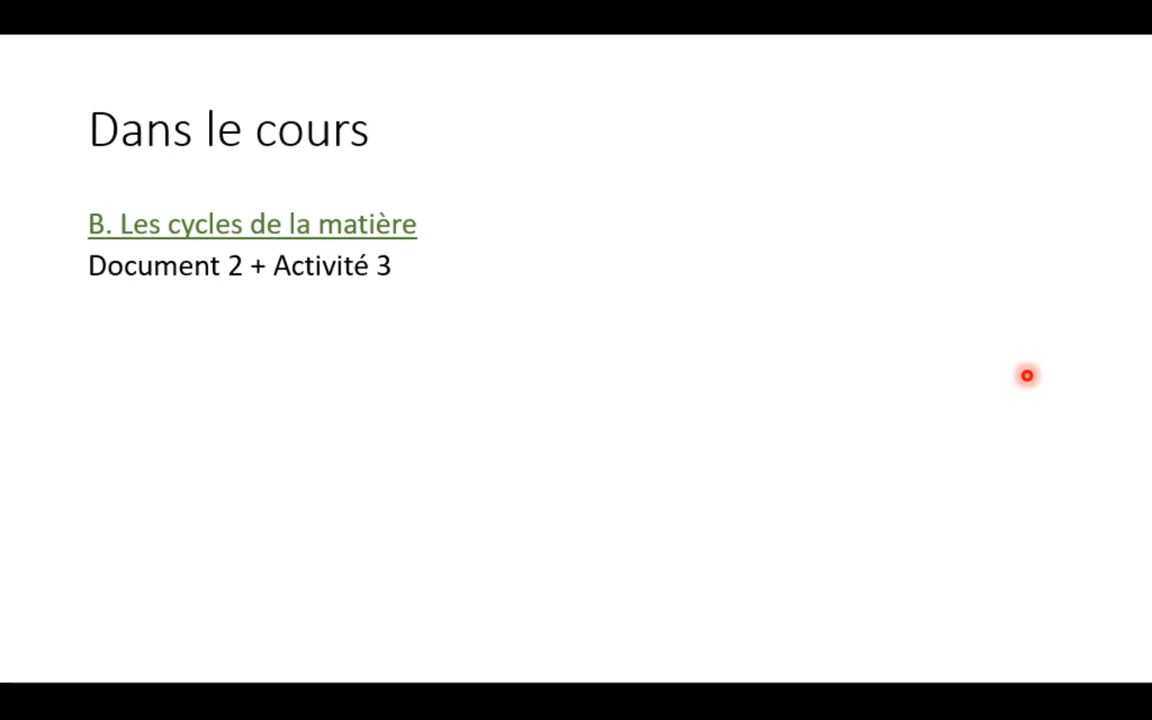 Dans le cours
B. Les cycles de la matière
Document 2 + Activité 3